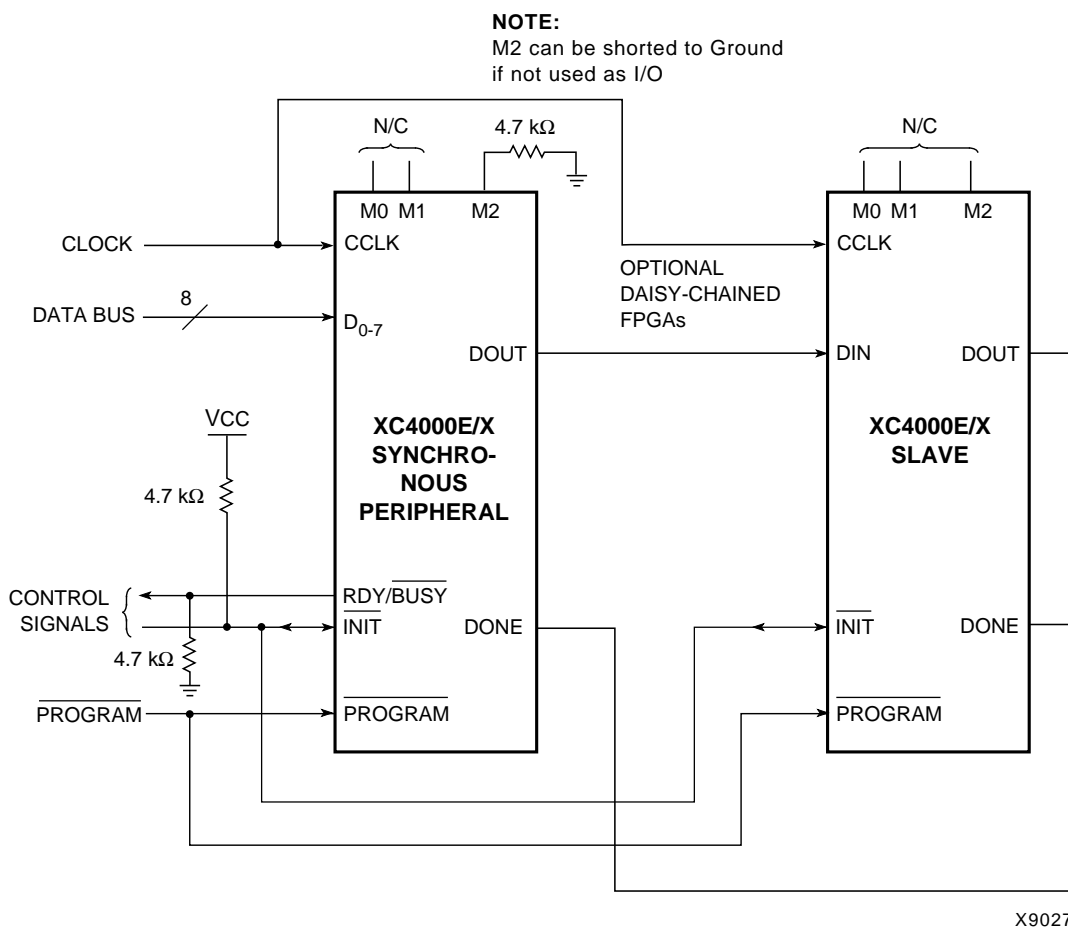 NOTE:
M2 can be shorted to Ground
if not used as I/O
N/C
4.7 kΩ
N/C
M0 M1 M2
M0 M1 M2
CLOCK
CCLK
CCLK
OPTIONAL
DAISY-CHAINED
FPGAs
8
DATA BUS
D0-7
DOUT
DIN
DOUT
VCC
XC4000E/X
SYNCHRO-
NOUS
PERIPHERAL
XC4000E/X
SLAVE
4.7 kΩ
CONTROL
SIGNALS
RDY/BUSY
INIT
DONE
INIT
DONE
4.7 kΩ
PROGRAM
PROGRAM
PROGRAM
X9027